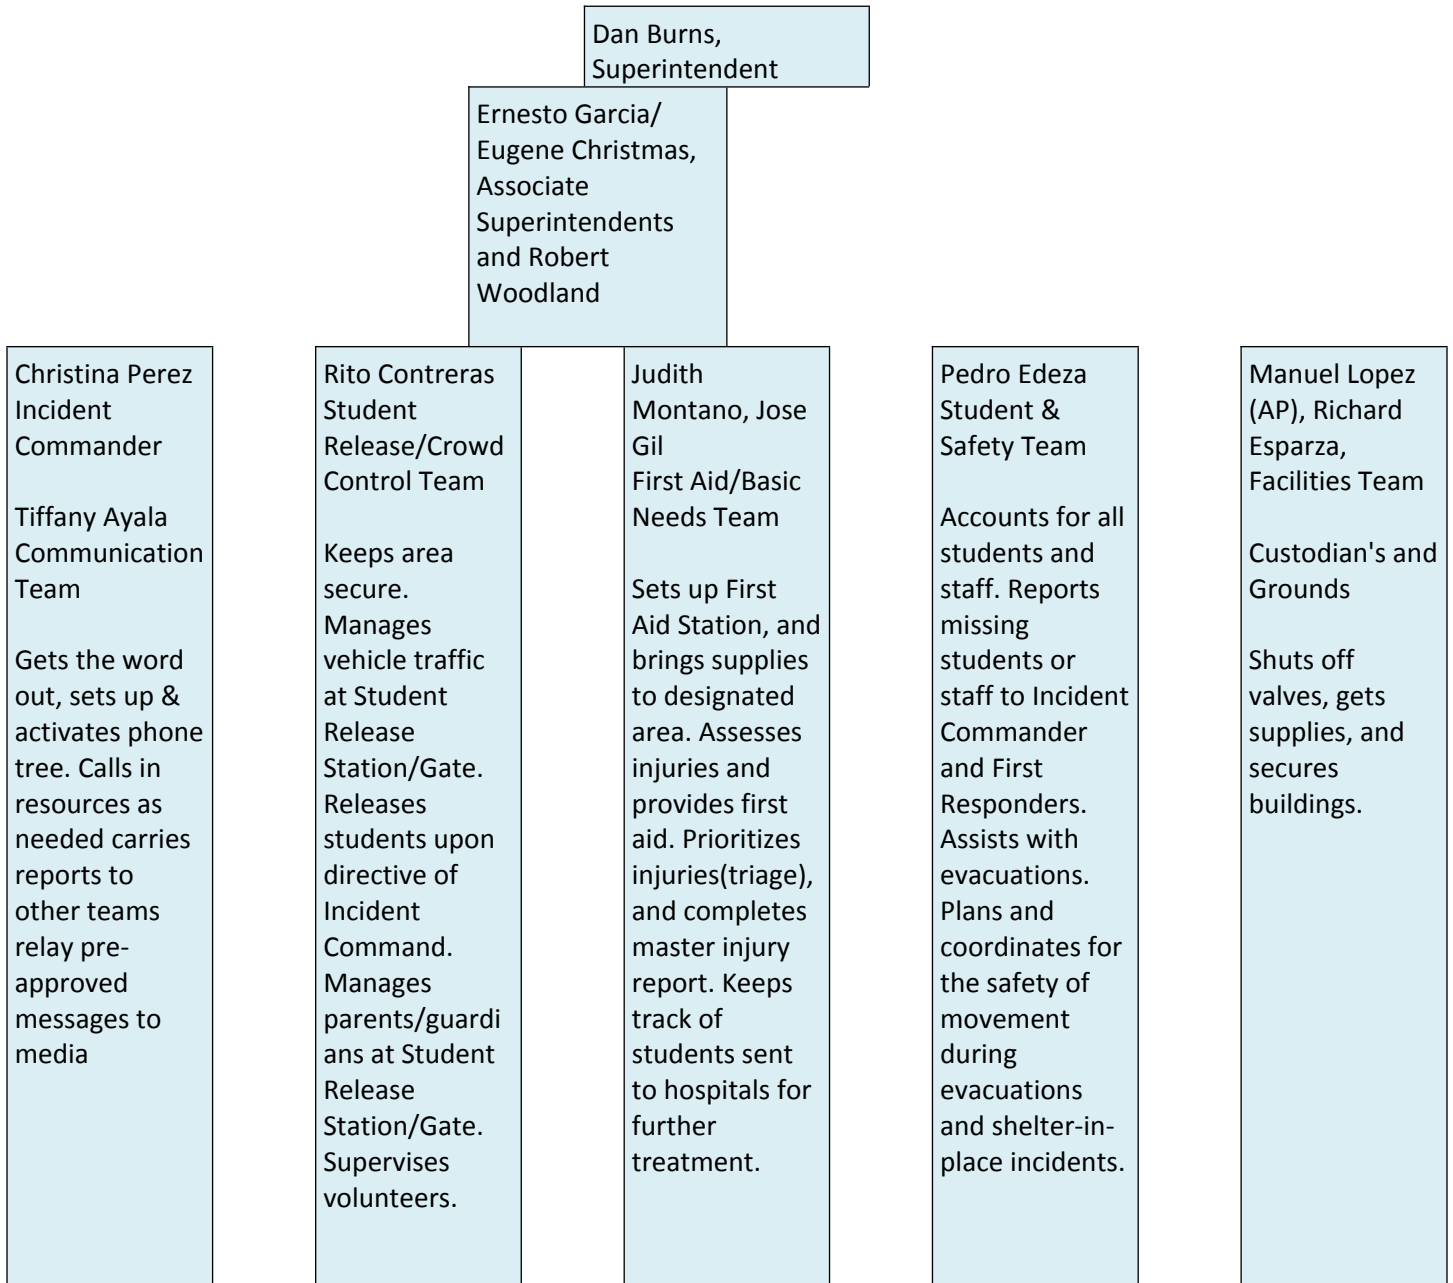 Dan Burns,
Superintendent
Ernesto Garcia/
Eugene Christmas,
Associate
Superintendents
and Robert
Woodland
Christina Perez
Incident
Commander
Tiffany Ayala
Communication
Team
Gets the word
out, sets up &
activates phone
tree. Calls in
resources as
needed carries
reports to
other teams
relay pre-
approved
messages to
media
Rito Contreras
Student
Release/Crowd
Control Team
Keeps area
secure.
Manages
vehicle traffic
at Student
Release
Station/Gate.
Releases
students upon
directive of
Incident
Command.
Manages
parents/guardi
ans at Student
Release
Station/Gate.
Supervises
volunteers.
Judith
Montano, Jose
Gil
First Aid/Basic
Needs Team
Sets up First
Aid Station, and
brings supplies
to designated
area. Assesses
injuries and
provides first
aid. Prioritizes
injuries(triage),
and completes
master injury
report. Keeps
track of
students sent
to hospitals for
further
treatment.
Pedro Edeza
Student &
Safety Team
Accounts for all
students and
staff. Reports
missing
students or
staff to Incident
Commander
and First
Responders.
Assists with
evacuations.
Plans and
coordinates for
the safety of
movement
during
evacuations
and shelter-in-
place incidents.
Manuel Lopez
(AP), Richard
Esparza,
Facilities Team
Custodian's and
Grounds
Shuts off
valves, gets
supplies, and
secures
buildings.